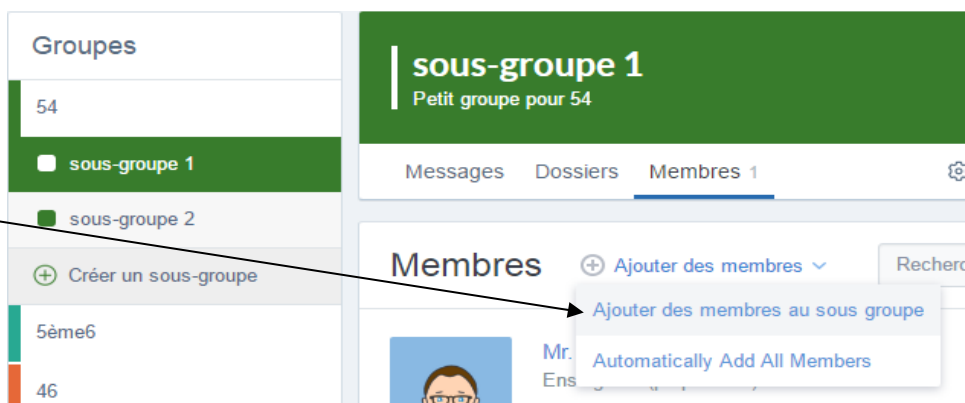 Groupes
54
sous-groupe 1
sous-groupe 2
Créer un sous-groupe
5ème6
46
sous-groupe 1
Petit groupe pour 54
Messages Dossiers Membres 1
Membres Ajouter des membres
Ajouter des membres au sous groupe
Automatically Add All Members
Mr.